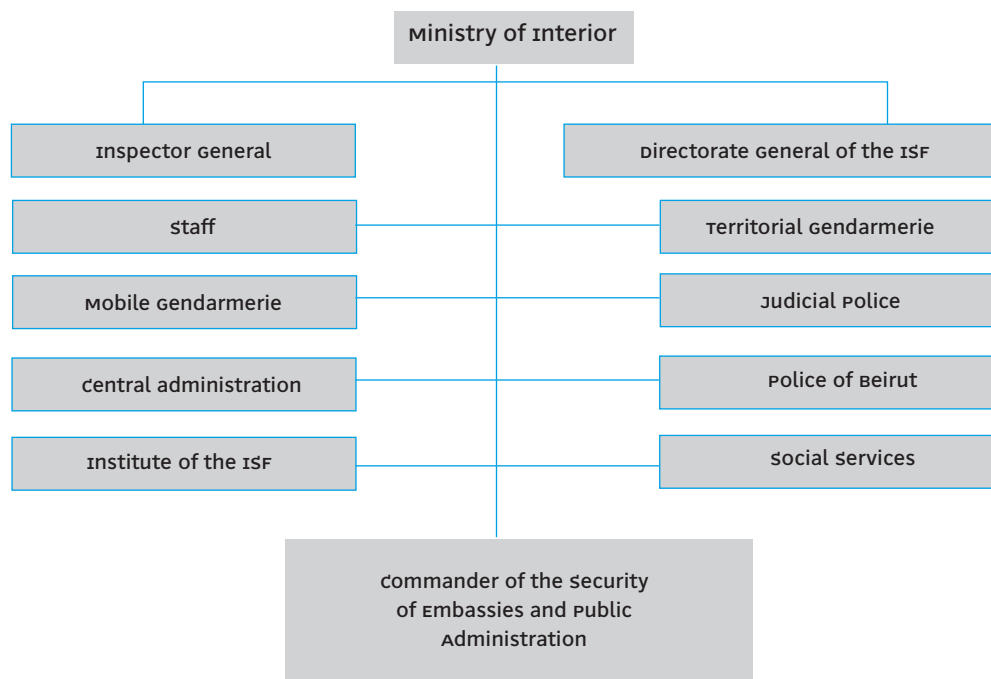 Ministry of Interior
Inspector General
Directorate General of the ISF
Staff
Territorial Gendarmerie
Mobile Gendarmerie
Judicial Police
Central administration
Police of Beirut
Institute of the ISF
Social Services
Commander of the Security
of Embassies and Public
Administration